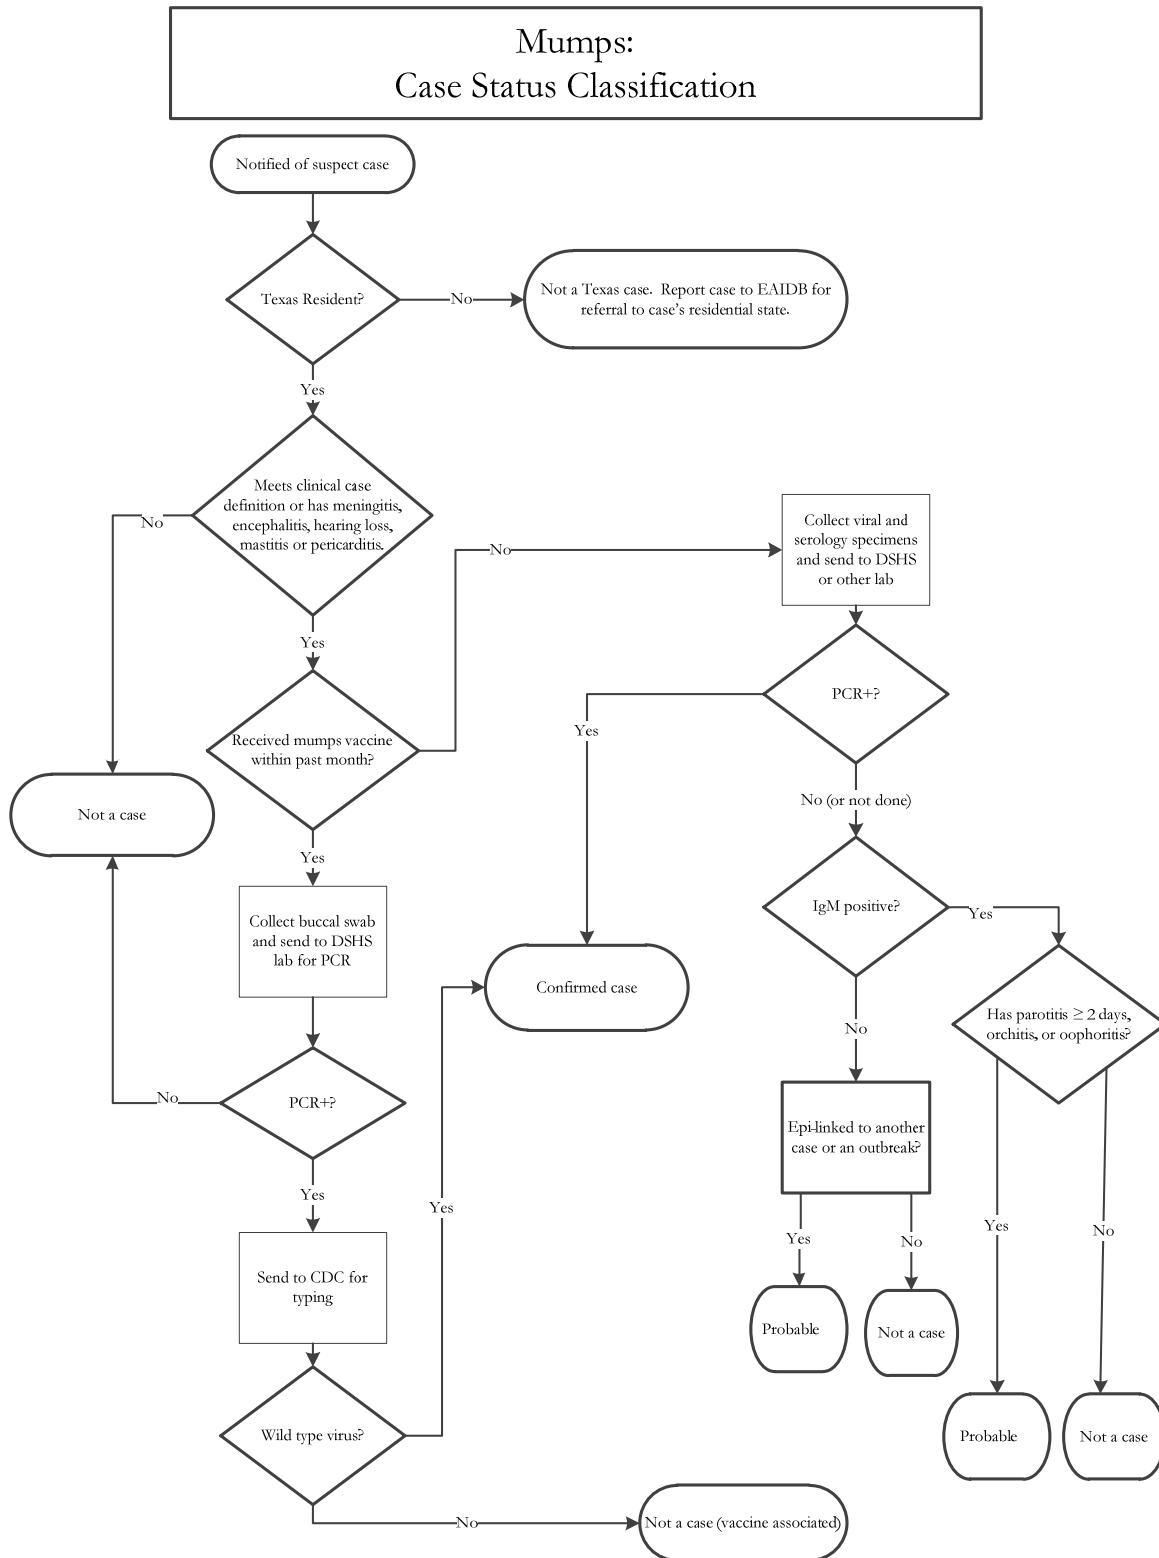 Mumps:
Case Status Classification
Notified of suspect case
Texas Resident?
No
Not a Texas case.  Report case to EAIDB for
referral to case's residential state.
Yes
Meets clinical case
definition or has meningitis,
encephalitis, hearing loss,
mastitis or pericarditis.
No
Yes
Received mumps vaccine
within past month?
No
Collect viral and
serology specimens
and send to DSHS
or other lab
PCR+?
Yes
No (or not done)
Not a case
Yes
Collect buccal swab
and send to DSHS
lab for PCR
IgM positive?
Yes
Confirmed case
No
Has parotitis ≥ 2 days,
orchitis, or oophoritis?
PCR+?
No
Epi-linked to another
case or an outbreak?
Yes
Yes
Yes
No
Yes
No
Send to CDC for
typing
Probable
Not a case
Wild type virus?
Probable
Not a case
No
Not a case (vaccine associated)